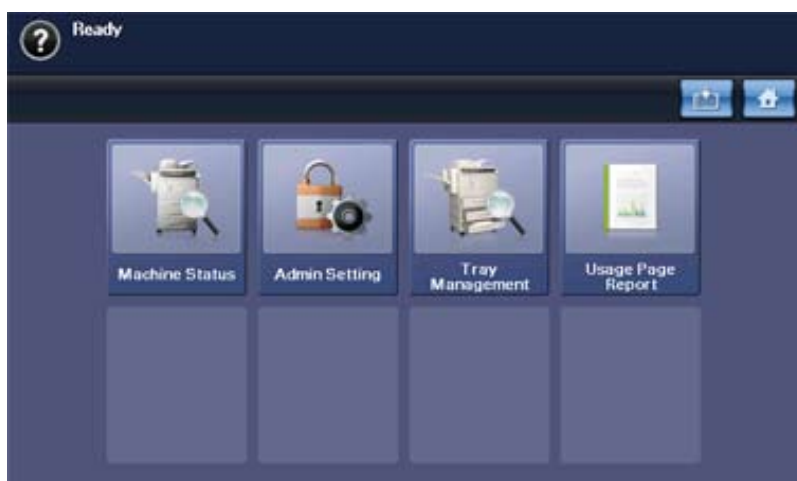 Ready
Machine Status
Admin Setting
Tray
Management
Usage Page
Report